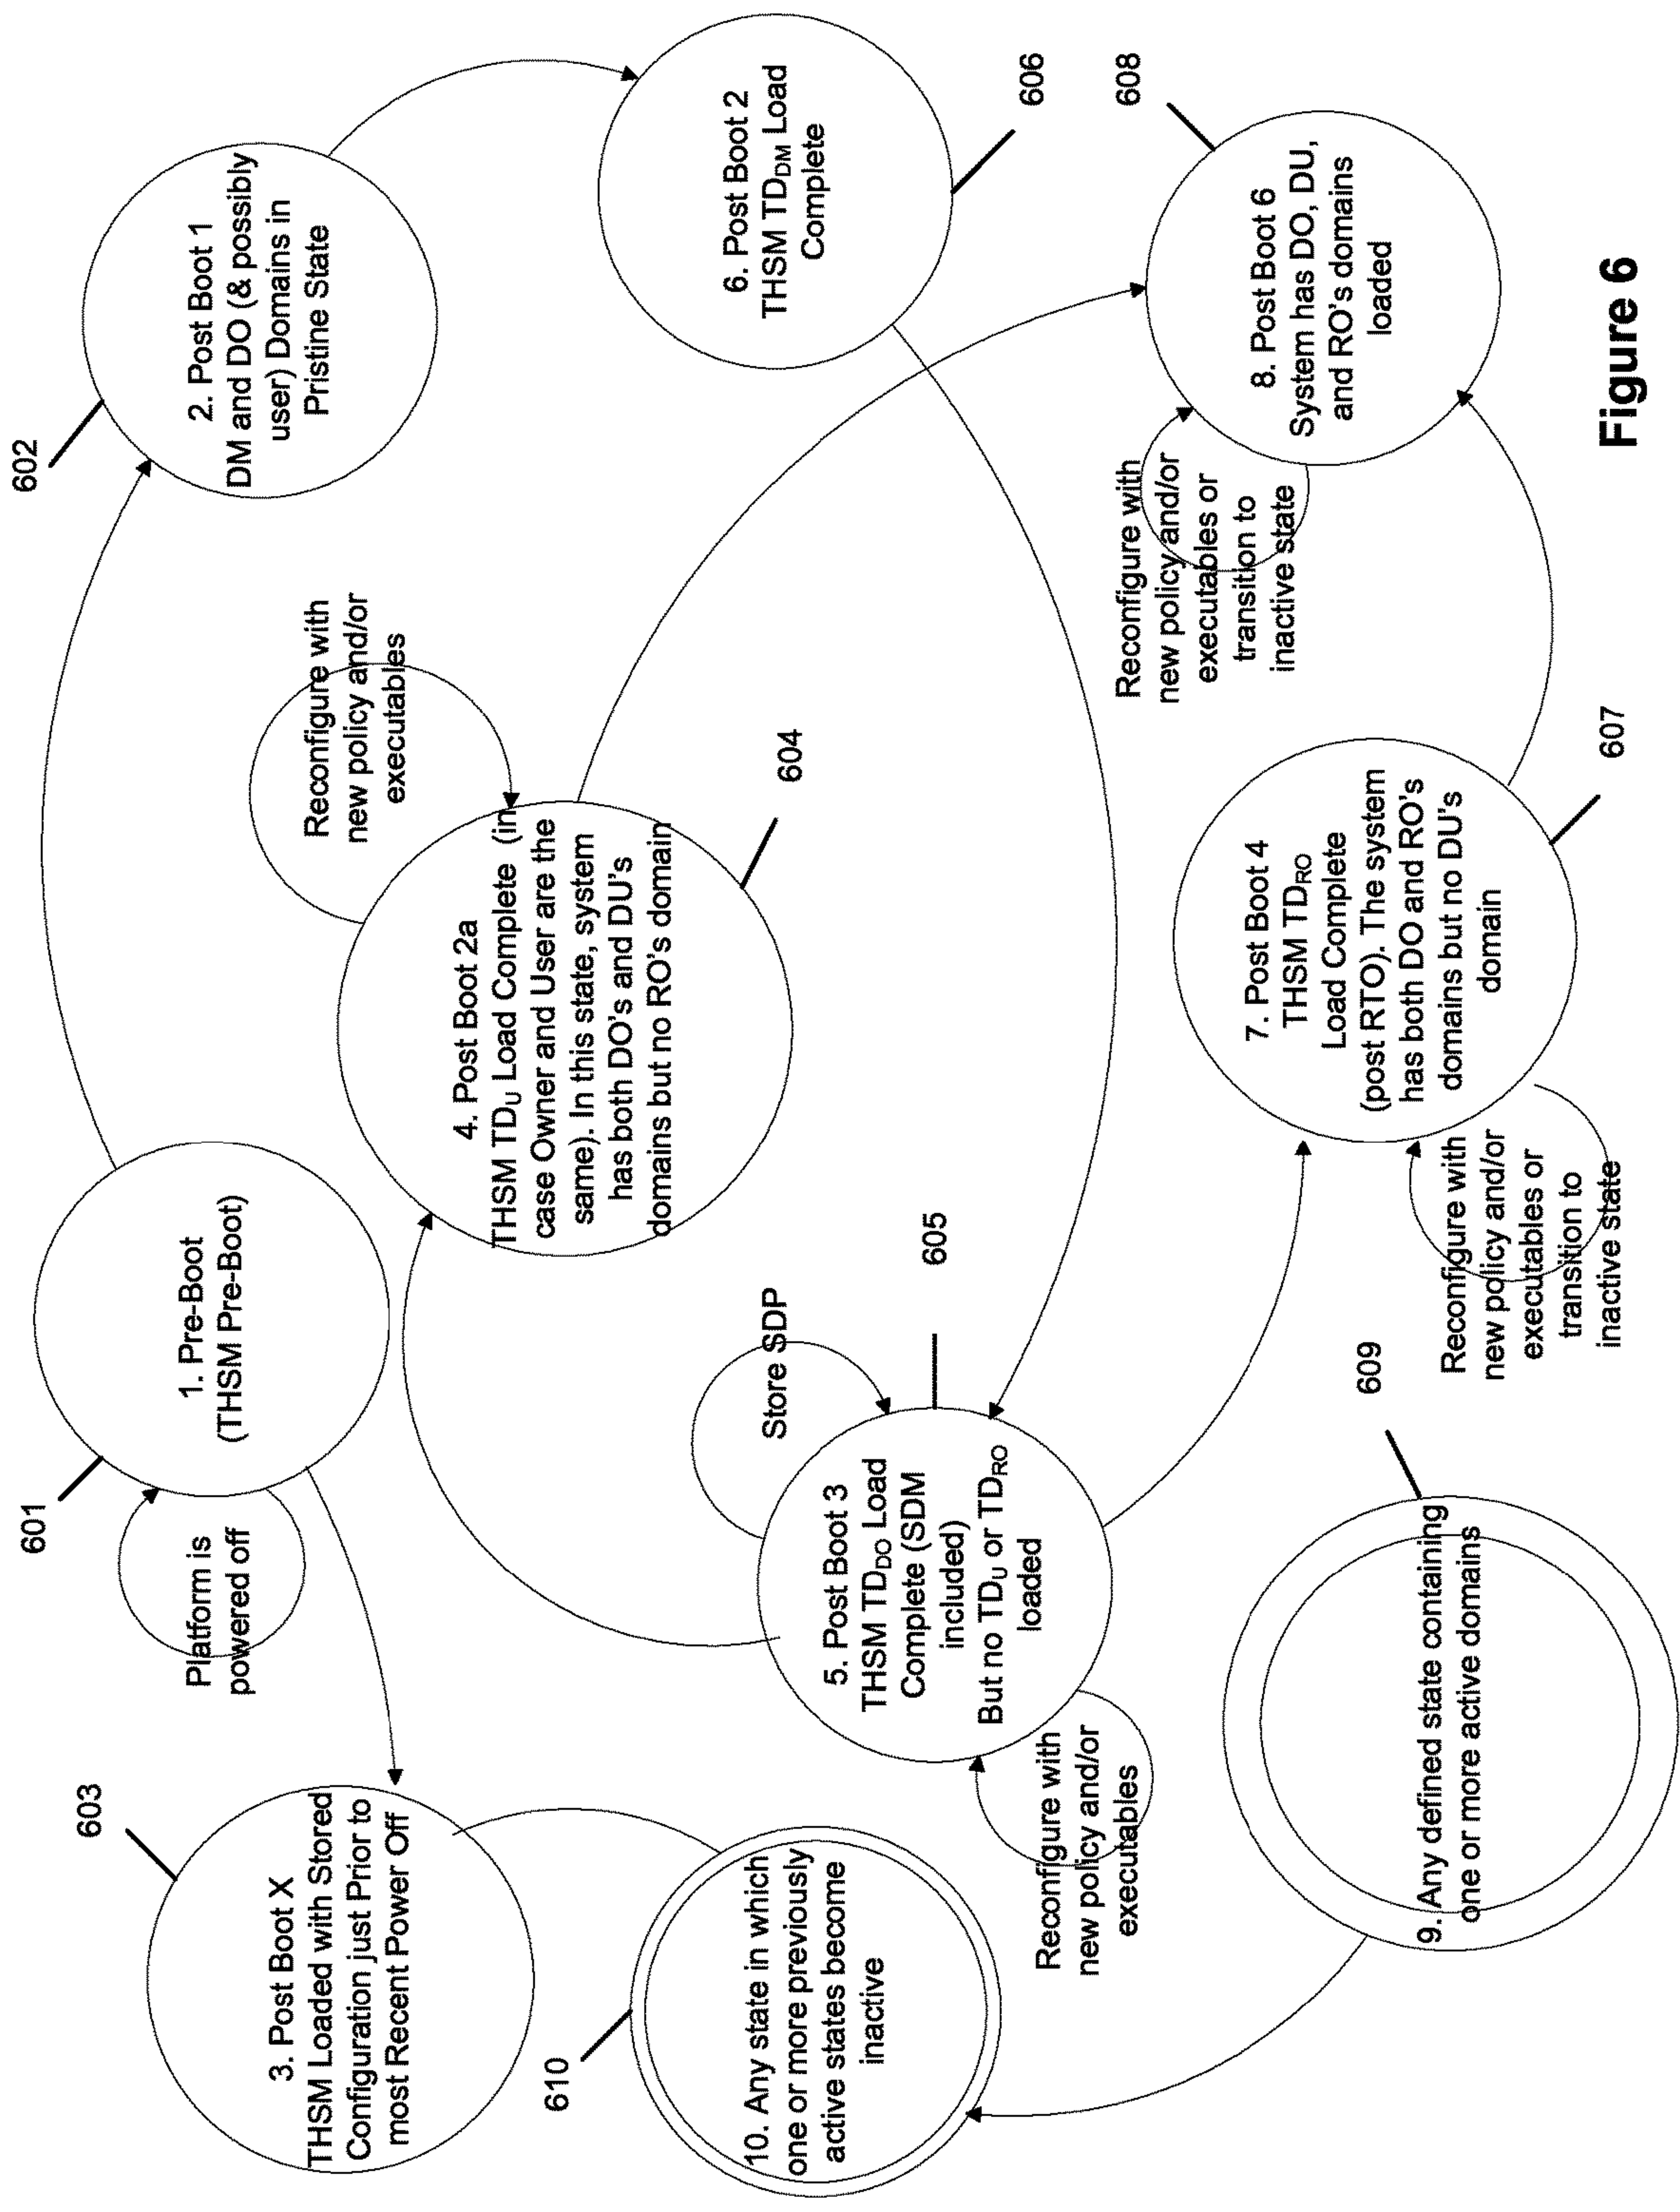 601
1. Pre-Boot
(THSM Pre-Boot)
Platform is
powered off
602
2. Post Boot 1
DM and DO (& possibly
user) Domains in
Pristine State
603
3. Post Boot X
THSM Loaded with Stored
Configuration just Prior to
most Recent Power Off
Reconfigure with
new policy and/or
executables
4. Post Boot 2a
THSM TDU Load Complete (in
case Owner and User are the
same). In this state, system
has both DO's and DU's
domains but no RO's domain
604
6. Post Boot 2
THSM TDDM Load
Complete
606
610
10. Any state in which
one or more previously
active states become
inactive
Store SDP
605
5. Post Boot 3
THSM TDDO Load
Complete (SDM
included)
But no TDU or TDRO
loaded
Reconfigure with
new policy and/or
executables
608
8. Post Boot 6
System has DO, DU,
and RO's domains
loaded
Reconfigure with
new policy and/or
executables or
transition to
inactive state
7. Post Boot 4
THSM TDRO
Load Complete
(post RTO). The system
has both DO and RO's
domains but no DU's
domain
607
Reconfigure with
new policy and/or
executables or
transition to
inactive state
609
9. Any defined state containing
one or more active domains
Figure 6